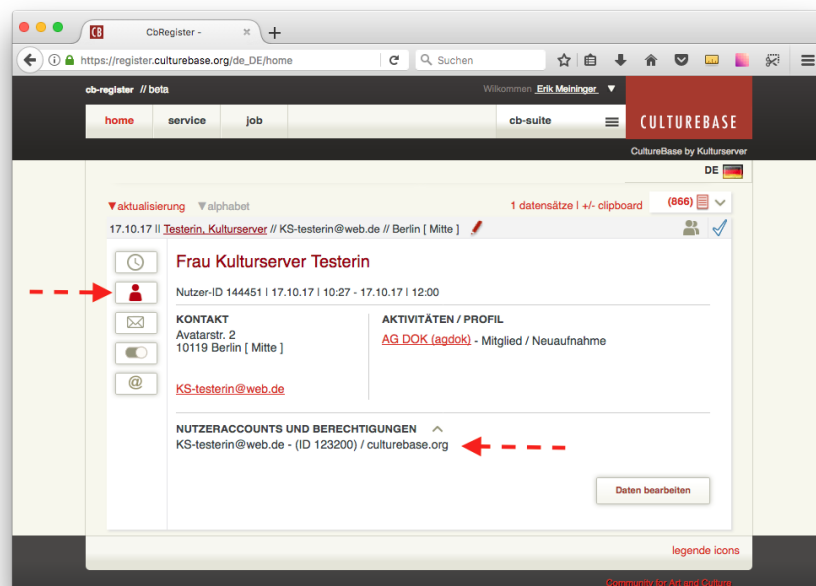 CB CbRegister -
https://register.culturebase.org/de_DE/home
Suchen
cb-register // beta
Wilkommen Erik Meininger ▼
home service job cb-suite
CULTUREBASE
CultureBase by Kulturserver
DE
▼aktualisierung ▼alphabet 1 datensätze I +/- clipboard (866)
17.10.17 II Testerin, Kulturserver // KS-testerin@web.de // Berlin [ Mitte ]
Frau Kulturserver Testerin
Nutzer-ID 144451 I 17.10.17 I 10:27 - 17.10.17 I 12:00
KONTAKT
Avatarstr. 2
10119 Berlin [ Mitte ]
KS-testerin@web.de
AKTIVITÄTEN / PROFIL
AG DOK (agdok) - Mitglied / Neuaufnahme
@
NUTZERACCOUNTS UND BERECHTIGUNGEN
KS-testerin@web.de - (ID 123200) / culturebase.org
Daten bearbeiten
legende icons
Community for Art and Culture